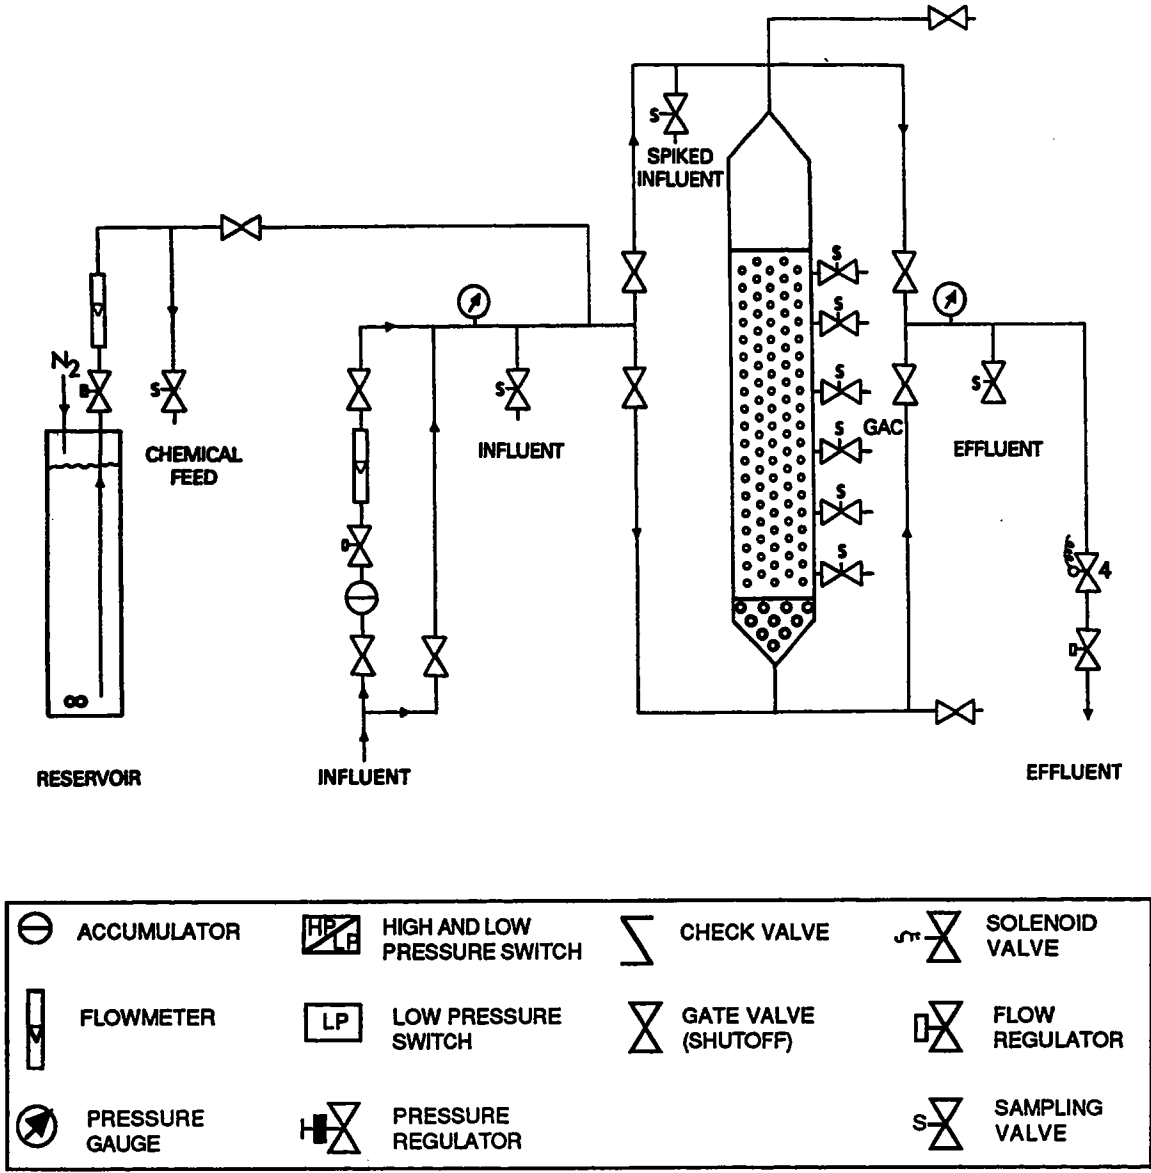 S
SPIKED
INFLUENT
S
S
N2
S
S
S
S
GAC
S
CHEMICAL
FEED
INFLUENT
EFFLUENT
S
S
S
4
RESERVOIR
INFLUENT
EFFLUENT
ACCUMULATOR
HP/LP
HIGH AND LOW
PRESSURE SWITCH
CHECK VALVE
SOLENOID
VALVE
FLOWMETER
LP
LOW PRESSURE
SWITCH
GATE VALVE
(SHUTOFF)
FLOW
REGULATOR
PRESSURE
GAUGE
PRESSURE
REGULATOR
S
SAMPLING
VALVE